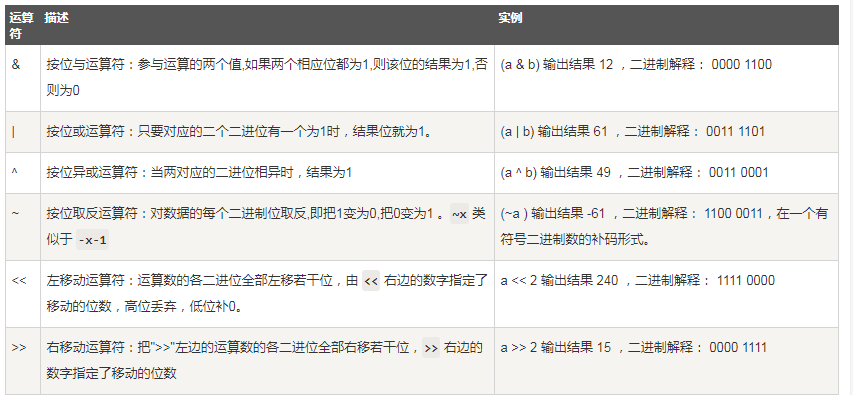 运算符 描述 实例
& 按位与运算符：参与运算的两个值,如果两个相应位都为1,则该位的结果为1,否 (a & b) 输出结果 12 ，二进制解释： 0000 1100
则为0
| 按位或运算符：只要对应的二个二进位有一个为1时，结果位就为1。 (a | b) 输出结果 61 ，二进制解释： 0011 1101
^ 按位异或运算符：当两对应的二进位相异时，结果为1 (a ^ b) 输出结果 49 ，二进制解释： 0011 0001
~ 按位取反运算符：对数据的每个二进制位取反,即把1变为0,把0变为1 。~x 类 (~a ) 输出结果 -61 ，二进制解释： 1100 0011，在一个有
似于 -x-1 符号二进制数的补码形式。
<< 左移动运算符：运算数的各二进位全部左移若干位，由 << 右边的数字指定了 a << 2 输出结果 240 ，二进制解释： 1111 0000
移动的位数，高位丢弃，低位补0。
>> 右移动运算符：把">>"左边的运算数的各二进位全部右移若干位，>> 右边的 a >> 2 输出结果 15 ，二进制解释： 0000 1111
数字指定了移动的位数